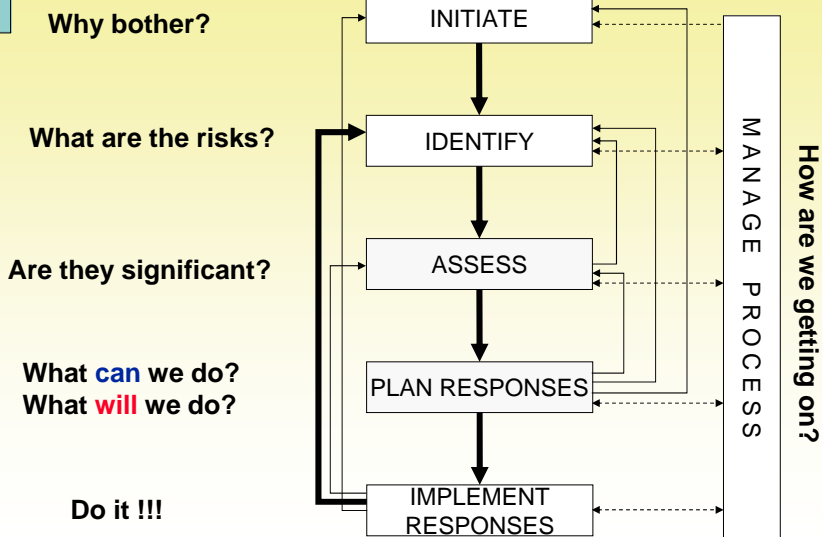 Why bother?
INITIATE
What are the risks?
IDENTIFY
Are they significant?
ASSESS
What can we do?
What will we do?
PLAN RESPONSES
Do it !!!
IMPLEMENT
RESPONSES
MANAGE PROCESS
How are we getting on?